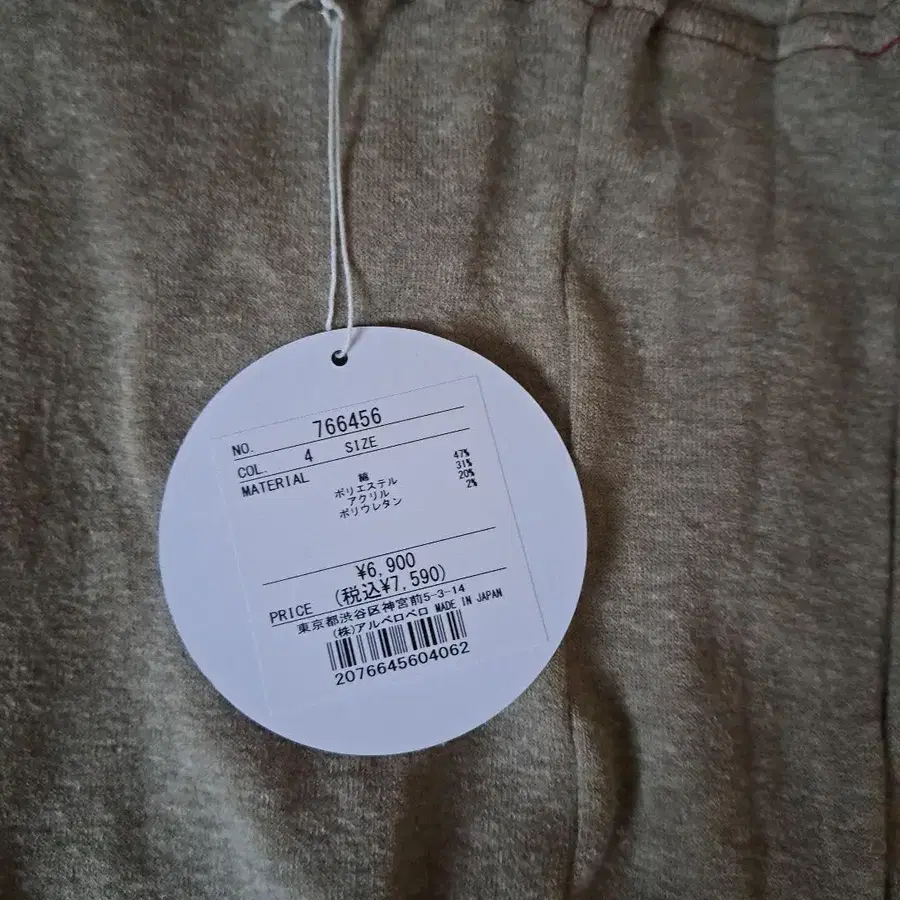 NO. 766456
COL. 4 SIZE
MATERIAL 綿 47%
ポリエステル 31%
アクリル 20%
ポリウレタン 2%
¥6,900
PRICE (税込¥7,590)
東京都渋谷区神宮前5-3-14
(株)アルベロベロ MADE IN JAPAN
2076645604062